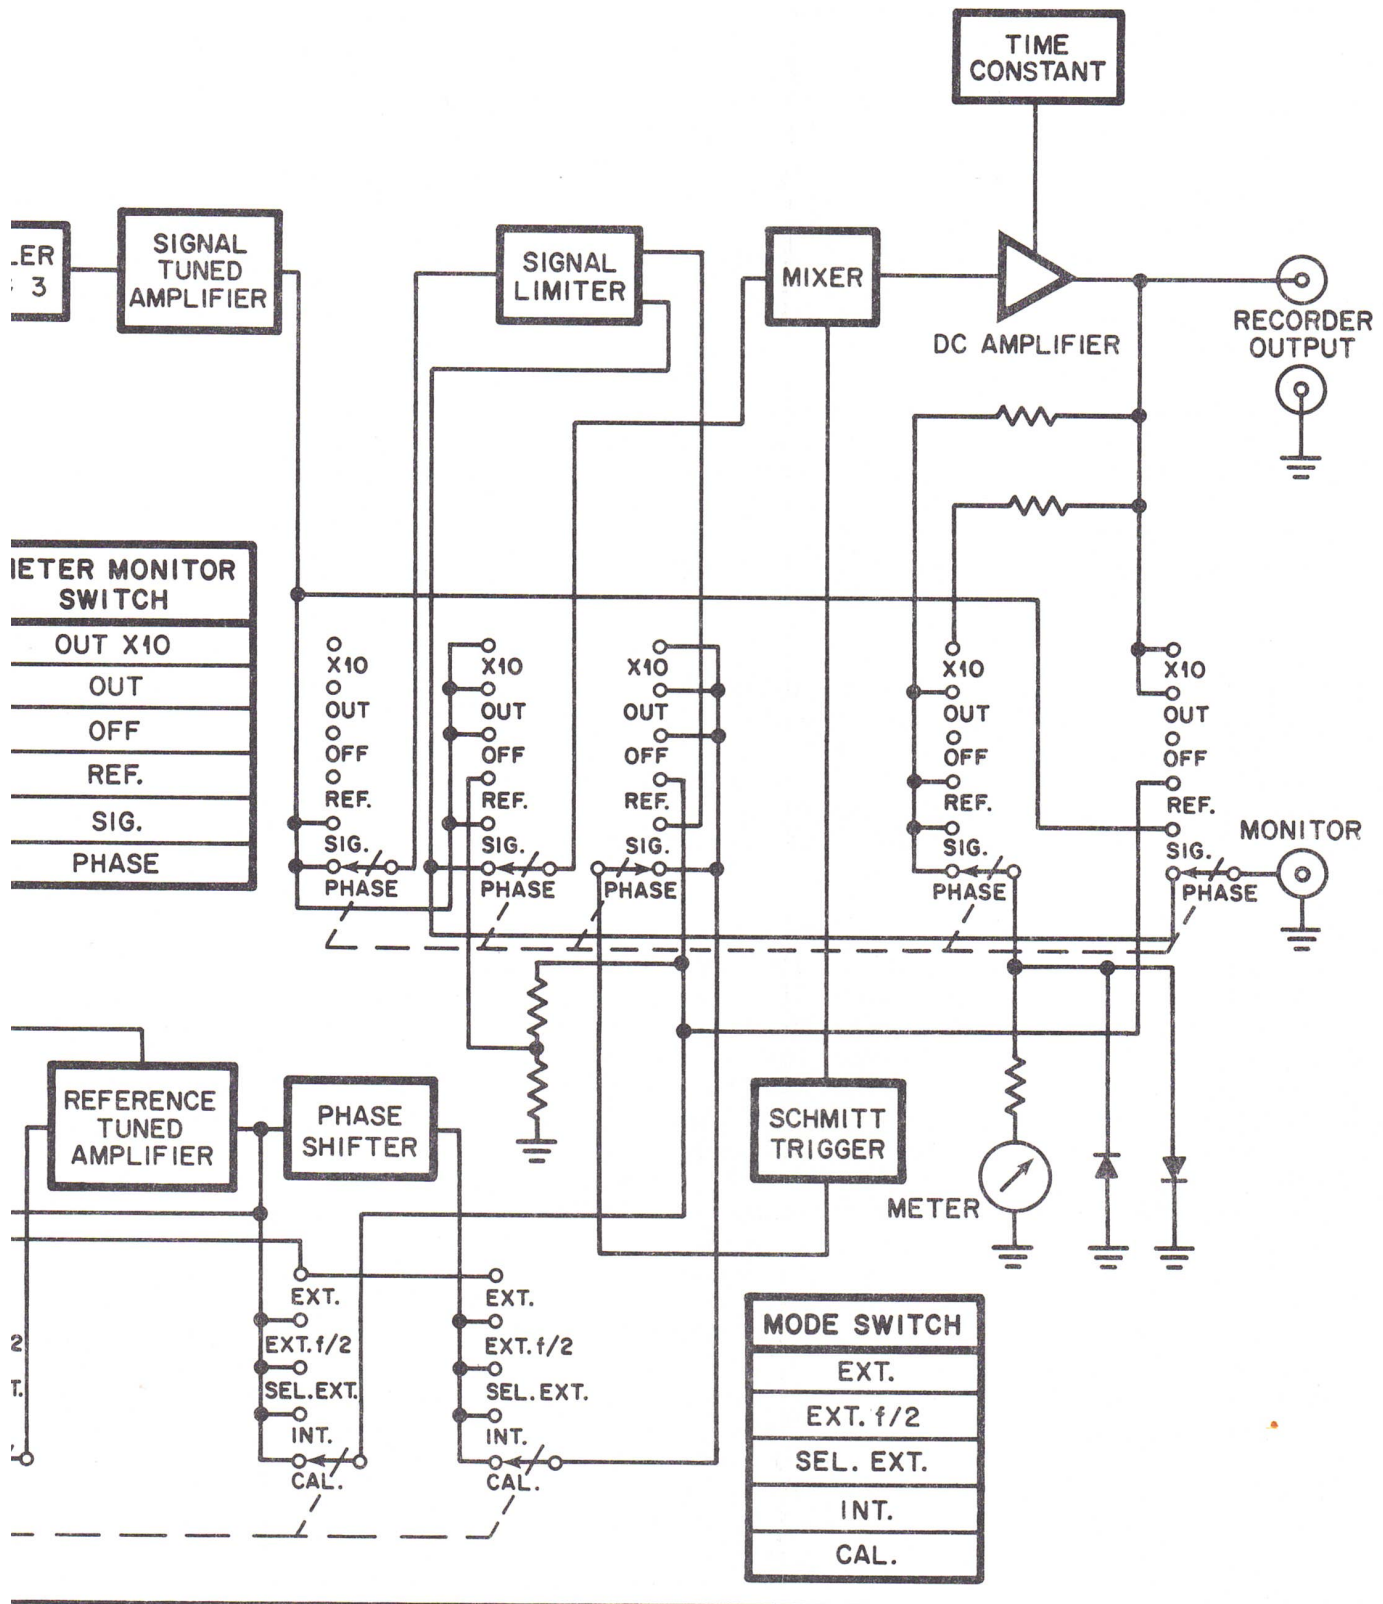 TIME
CONSTANT
LER
3
SIGNAL
TUNED
AMPLIFIER
SIGNAL
LIMITER
MIXER
DC AMPLIFIER
RECORDER
OUTPUT
ETER MONITOR
SWITCH
OUT X10
OUT
OFF
REF.
SIG.
PHASE
X10
OUT
OFF
REF.
SIG.
PHASE
X10
OUT
OFF
REF.
SIG.
PHASE
X10
OUT
OFF
REF.
SIG.
PHASE
X10
OUT
OFF
REF.
SIG.
PHASE
X10
OUT
OFF
REF.
SIG.
PHASE
MONITOR
REFERENCE
TUNED
AMPLIFIER
PHASE
SHIFTER
SCHMITT
TRIGGER
METER
2
T.
EXT.
EXT. f/2
SEL. EXT.
INT.
CAL.
EXT.
EXT. f/2
SEL. EXT.
INT.
CAL.
MODE SWITCH
EXT.
EXT. f/2
SEL. EXT.
INT.
CAL.